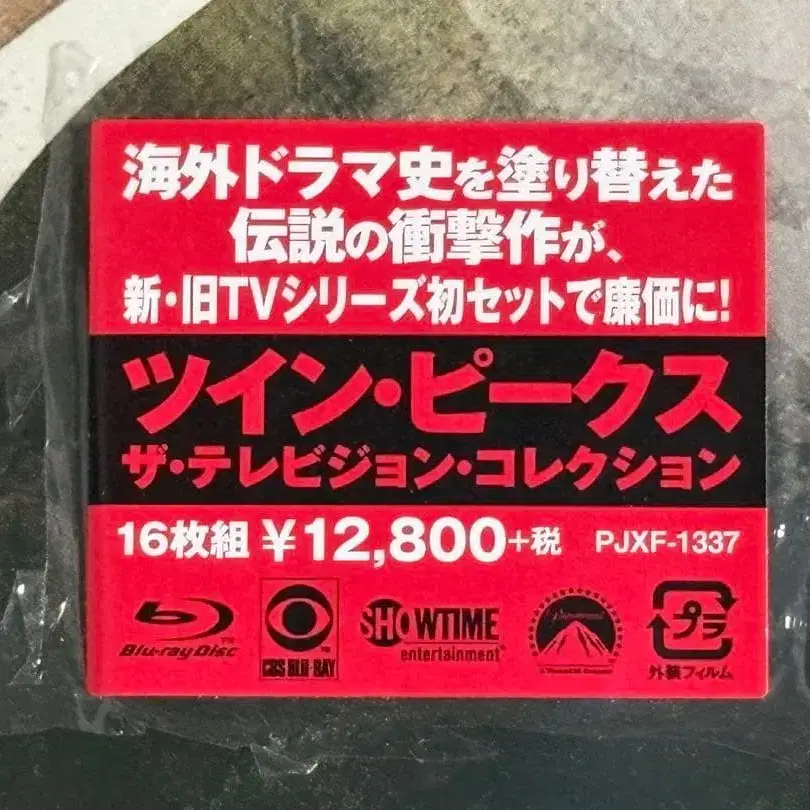 海外ドラマ史を塗り替えた
伝説の衝撃作が、
新・旧TVシリーズ初セットで廉価に!
ツイン・ピークス
ザ・テレビジョン・コレクション
16枚組 ¥12,800+税 PJXF-1337
Blu-ray Disc™ CBS BLU-RAY SHOWTIME entertainment® Paramount プラ
外装フィルム